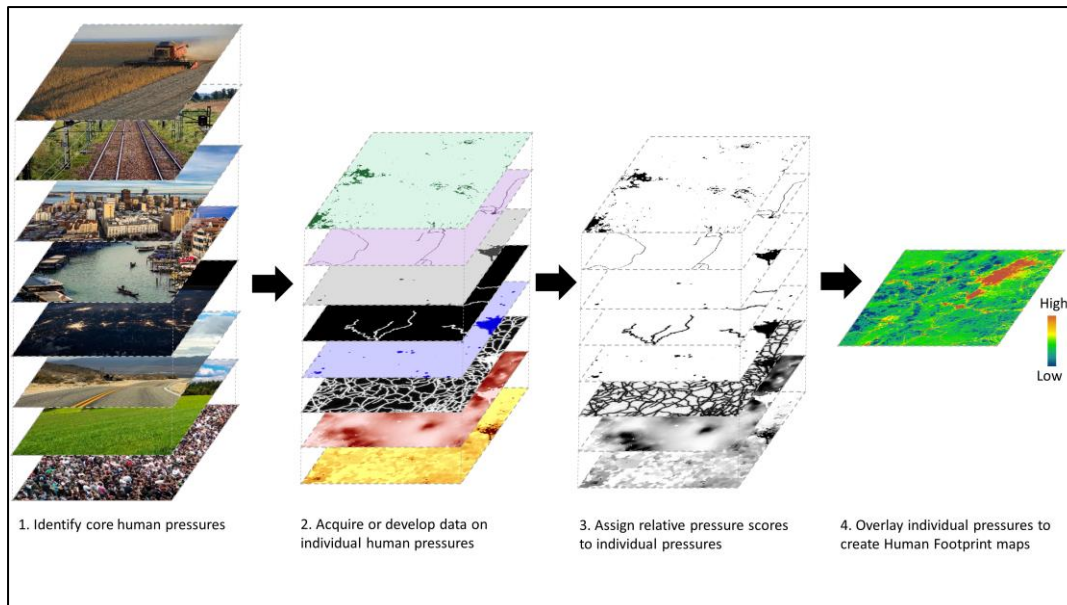 High
Low
1. Identify core human pressures
2. Acquire or develop data on
individual human pressures
3. Assign relative pressure scores
to individual pressures
4. Overlay individual pressures to
create Human Footprint maps